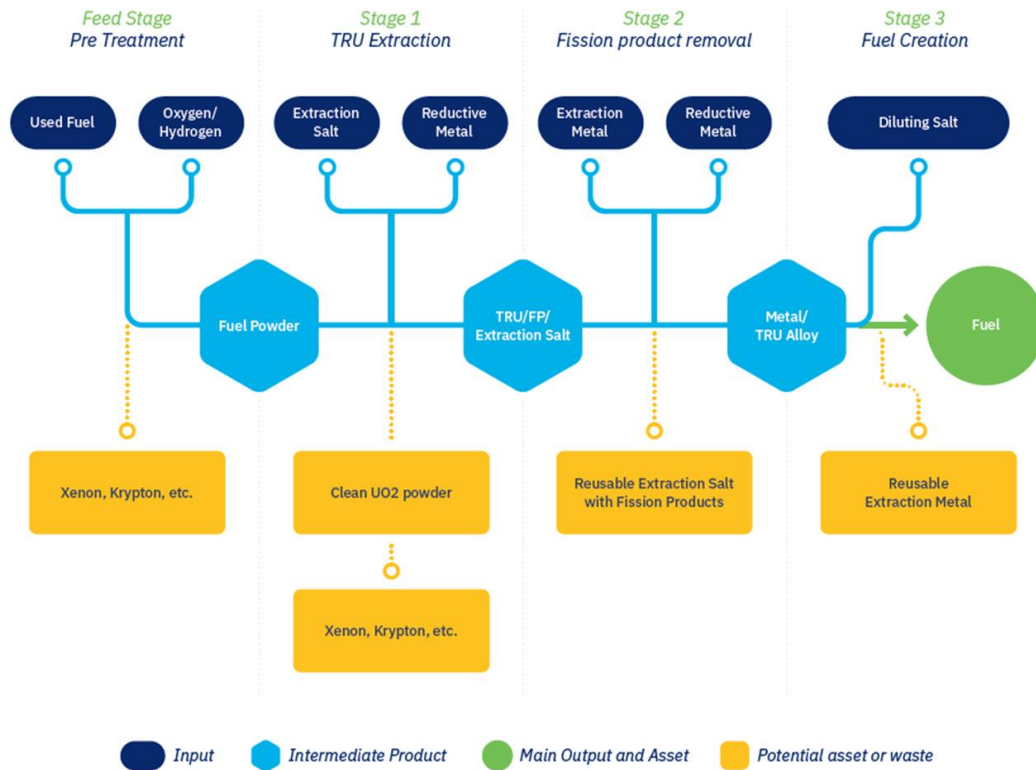 Feed Stage
Pre Treatment
Stage 1
TRU Extraction
Stage 2
Fission product removal
Stage 3
Fuel Creation
Used Fuel
Oxygen/
Hydrogen
Extraction
Salt
Reductive
Metal
Extraction
Metal
Reductive
Metal
Diluting Salt
Fuel Powder
TRU/FP/
Extraction Salt
Metal/
TRU Alloy
Fuel
Xenon, Krypton, etc.
Clean UO2 powder
Reusable Extraction Salt
with Fission Products
Reusable
Extraction Metal
Xenon, Krypton, etc.
Input
Intermediate Product
Main Output and Asset
Potential asset or waste